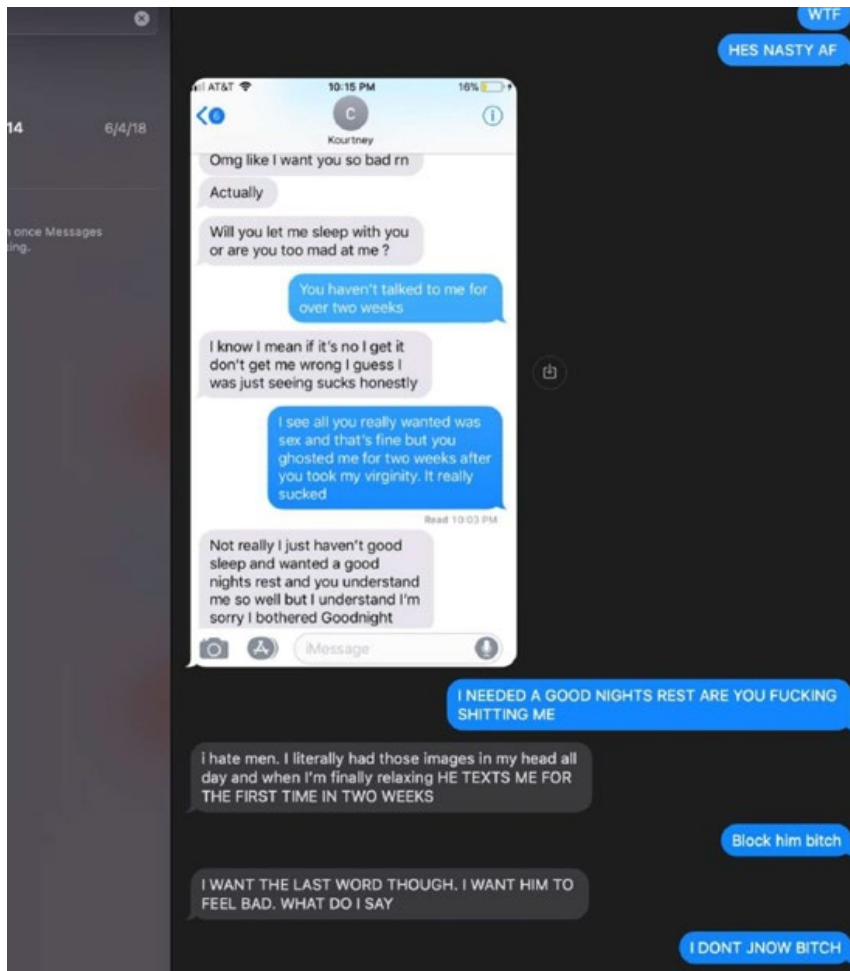 WTF
HES NASTY AF
14
6/4/18
once Messages
AT&T
10:15 PM
16%
6
C
Kourtney
Omg like I want you so bad rn
Actually
Will you let me sleep with you
or are you too mad at me ?
You haven't talked to me for
over two weeks
I know I mean if it's no I get it
don't get me wrong I guess I
was just seeing sucks honestly
I see all you really wanted was
sex and that's fine but you
ghosted me for two weeks after
you took my virginity. It really
sucked
Read 10:03 PM
Not really I just haven't good
sleep and wanted a good
nights rest and you understand
me so well but I understand I'm
sorry I bothered Goodnight
iMessage
I NEEDED A GOOD NIGHTS REST ARE YOU FUCKING
SHITTING ME
i hate men. I literally had those images in my head all
day and when I'm finally relaxing HE TEXTS ME FOR
THE FIRST TIME IN TWO WEEKS
Block him bitch
I WANT THE LAST WORD THOUGH. I WANT HIM TO
FEEL BAD. WHAT DO I SAY
I DONT JNOW BITCH